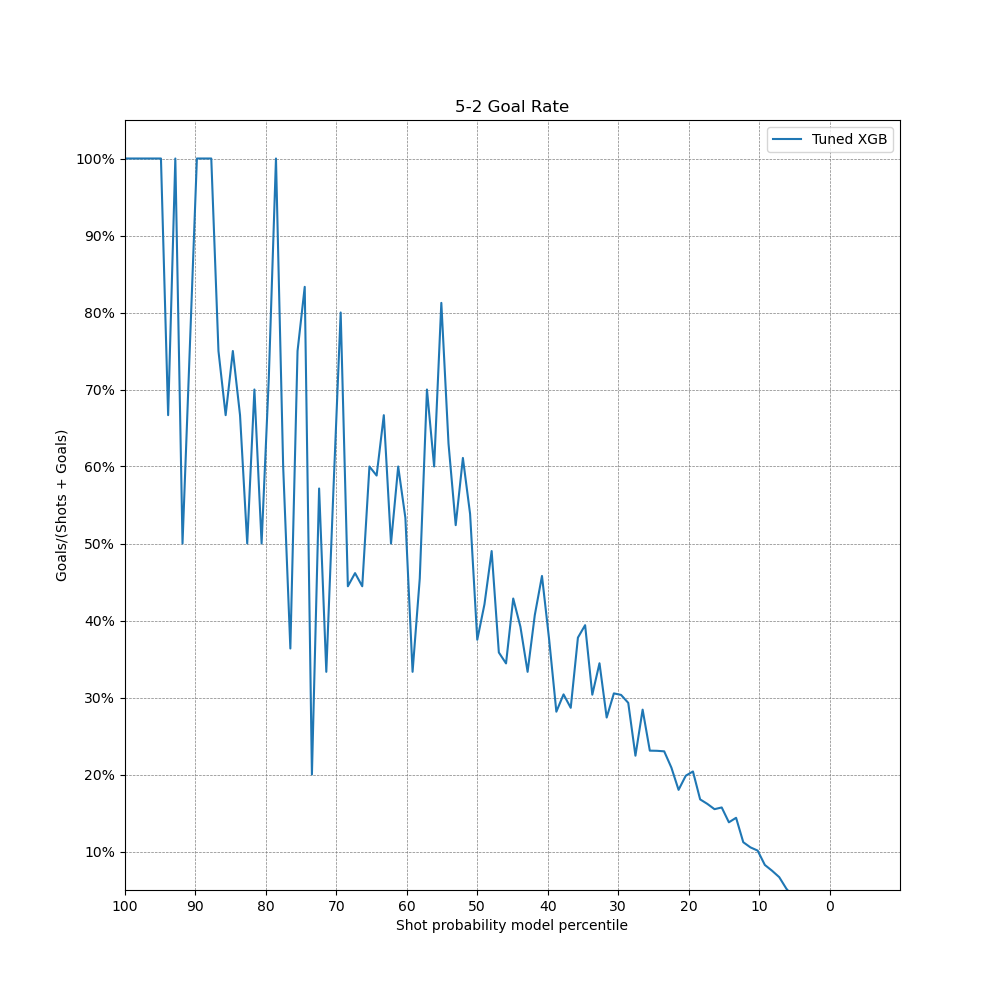 5-2 Goal Rate
Tuned XGB
100%
90%
80%
70%
60%
50%
40%
30%
20%
10%
Goals/(Shots + Goals)
100 90 80 70 60 50 40 30 20 10 0
Shot probability model percentile